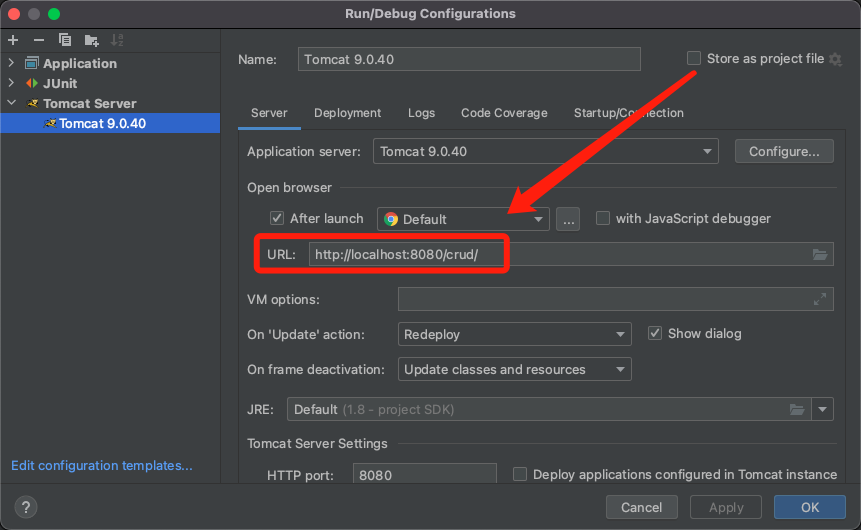 Run/Debug Configurations
Application
JUnit
Tomcat Server
Tomcat 9.0.40
Edit configuration templates...
Name: Tomcat 9.0.40 Store as project file
Server Deployment Logs Code Coverage Startup/Connection
Application server: Tomcat 9.0.40 Configure...
Open browser
After launch Default ... with JavaScript debugger
URL: http://localhost:8080/crud/
VM options:
On 'Update' action: Redeploy Show dialog
On frame deactivation: Update classes and resources
JRE: Default (1.8 - project SDK)
Tomcat Server Settings
HTTP port: 8080 Deploy applications configured in Tomcat instance
? Cancel Apply OK